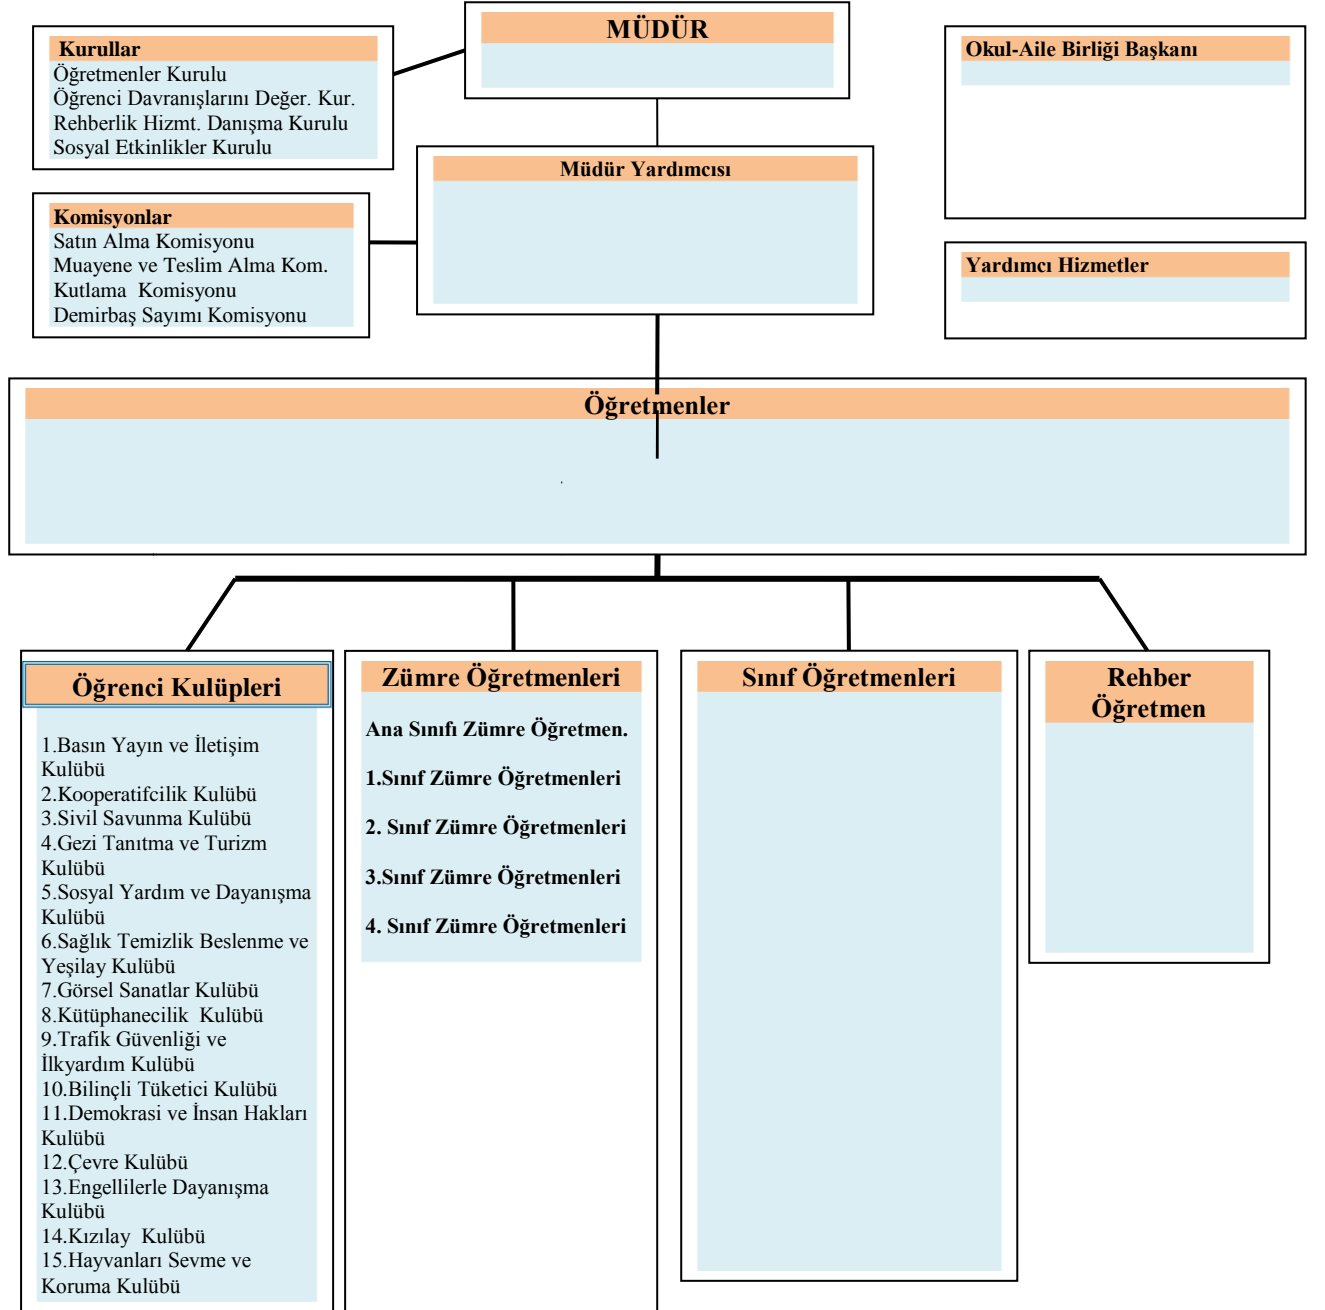 MÜDÜR
Kurullar
Öğretmenler Kurulu
Öğrenci Davranışlarını Değer. Kur.
Rehberlik Hizmt. Danışma Kurulu
Sosyal Etkinlikler Kurulu
Okul-Aile Birliği Başkanı
Müdür Yardımcısı
Komisyonlar
Satın Alma Komisyonu
Muayene ve Teslim Alma Kom.
Kutlama Komisyonu
Demirbaş Sayımı Komisyonu
Yardımcı Hizmetler
Öğretmenler
Öğrenci Kulüpleri
1.Basın Yayın ve İletişim
Kulübü
2.Kooperatifcilik Kulübü
3.Sivil Savunma Kulübü
4.Gezi Tanıtma ve Turizm
Kulübü
5.Sosyal Yardım ve Dayanışma
Kulübü
6.Sağlık Temizlik Beslenme ve
Yeşilay Kulübü
7.Görsel Sanatlar Kulübü
8.Kütüphanecilik Kulübü
9.Trafik Güvenliği ve
İlkyardım Kulübü
10.Bilinçli Tüketici Kulübü
11.Demokrasi ve İnsan Hakları
Kulübü
12.Çevre Kulübü
13.Engellilerle Dayanışma
Kulübü
14.Kızılay Kulübü
15.Hayvanları Sevme ve
Koruma Kulübü
Zümre Öğretmenleri
Ana Sınıfı Zümre Öğretmen.
1.Sınıf Zümre Öğretmenleri
2. Sınıf Zümre Öğretmenleri
3.Sınıf Zümre Öğretmenleri
4. Sınıf Zümre Öğretmenleri
Sınıf Öğretmenleri
Rehber
Öğretmen